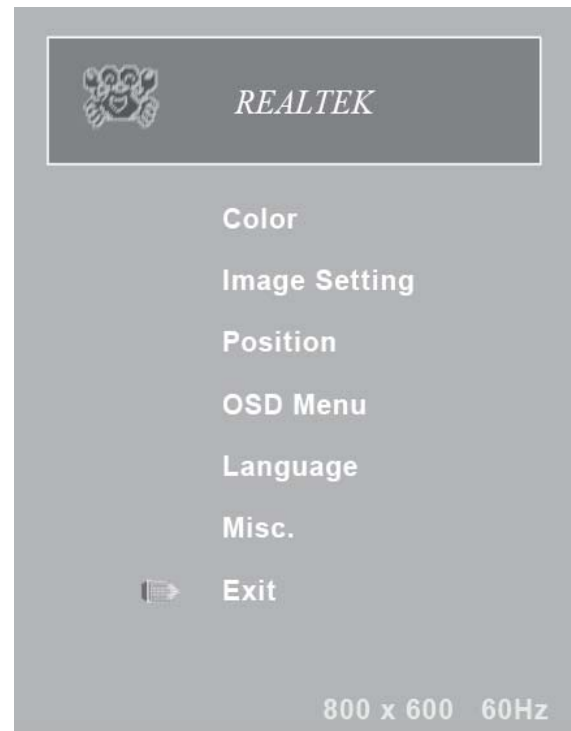 REALTEK
Color
Image Setting
Position
OSD Menu
Language
Misc.
Exit
800 x 600 60Hz